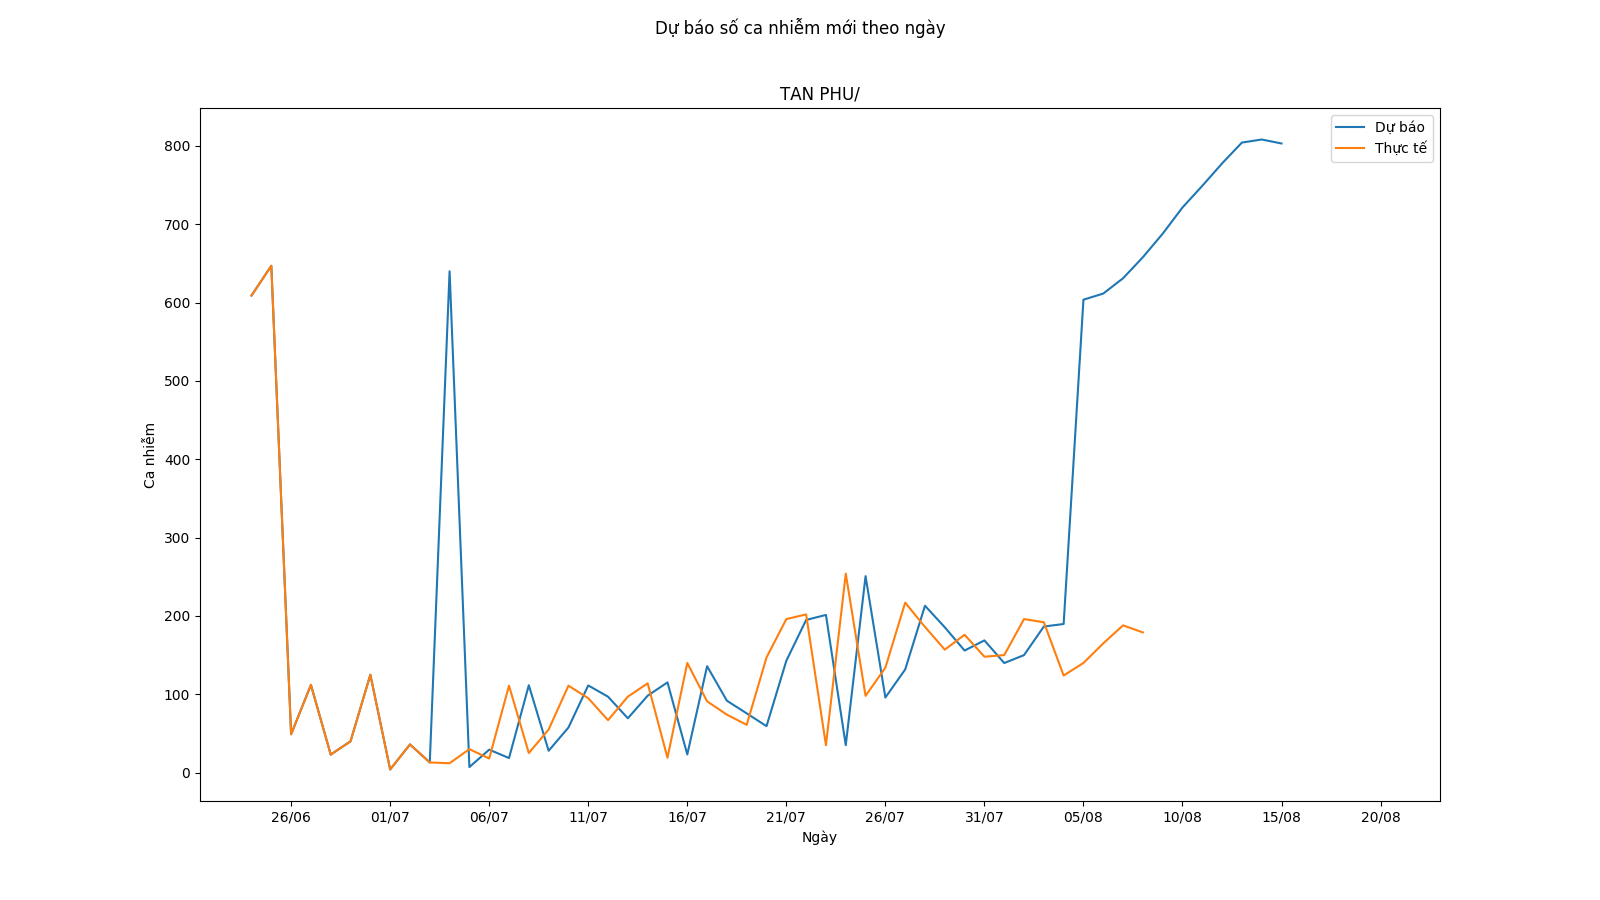 Dự báo số ca nhiễm mới theo ngày
TAN PHU/
Dự báo
Thực tế
800
700
600
500
400
300
200
100
0
Ca nhiễm
26/06 01/07 06/07 11/07 16/07 21/07 26/07 31/07 05/08 10/08 15/08 20/08
Ngày